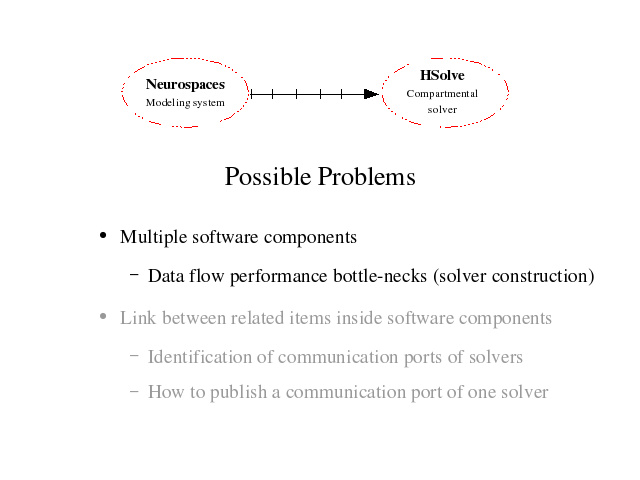 Neurospaces
Modeling system
HSolve
Compartmental
solver
Possible Problems
• Multiple software components
– Data flow performance bottle-necks (solver construction)
• Link between related items inside software components
– Identification of communication ports of solvers
– How to publish a communication port of one solver